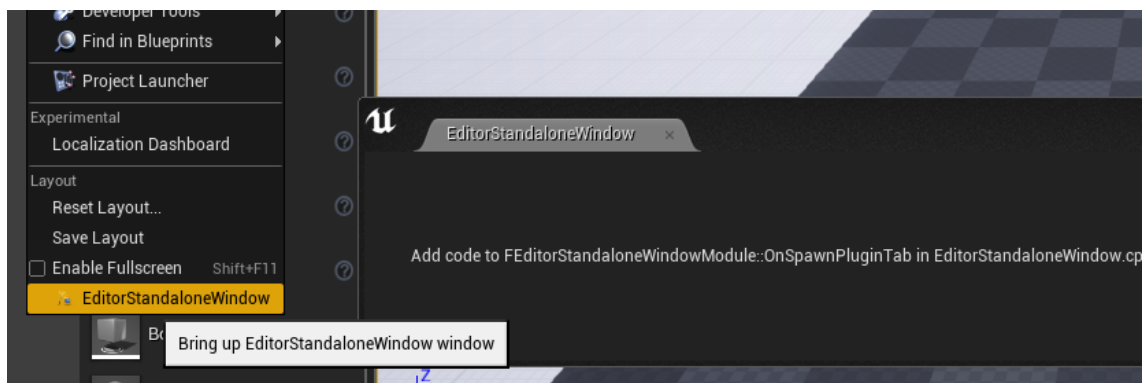 Developer Tools
Find in Blueprints
Project Launcher
Experimental
Localization Dashboard
Layout
Reset Layout...
Save Layout
Enable Fullscreen Shift+F11
EditorStandaloneWindow
Bring up EditorStandaloneWindow window
Bo
EditorStandaloneWindow
Add code to FEditorStandaloneWindowModule::OnSpawnPluginTab in EditorStandaloneWindow.cp
Z